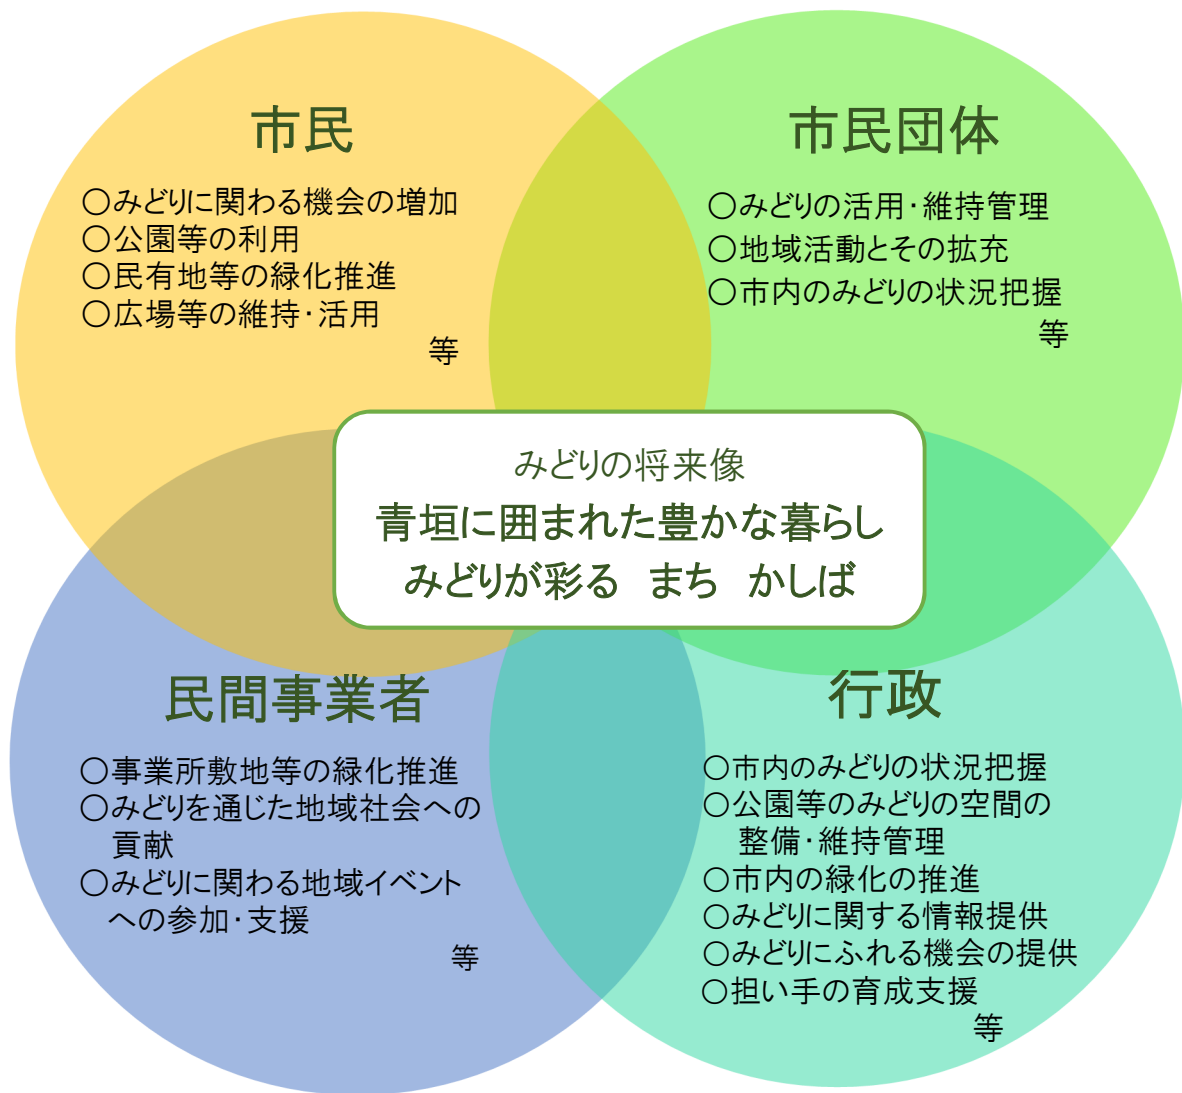 市民
○みどりに関わる機会の増加
○公園等の利用
○民有地等の緑化推進
○広場等の維持・活用
等
市民団体
○みどりの活用・維持管理
○地域活動とその拡充
○市内のみどりの状況把握
等
みどりの将来像
青垣に囲まれた豊かな暮らし
みどりが彩る　まち　かしば
民間事業者
○事業所敷地等の緑化推進
○みどりを通じた地域社会への
貢献
○みどりに関わる地域イベント
への参加・支援
等
行政
○市内のみどりの状況把握
○公園等のみどりの空間の
整備・維持管理
○市内の緑化の推進
○みどりに関する情報提供
○みどりにふれる機会の提供
○担い手の育成支援
等